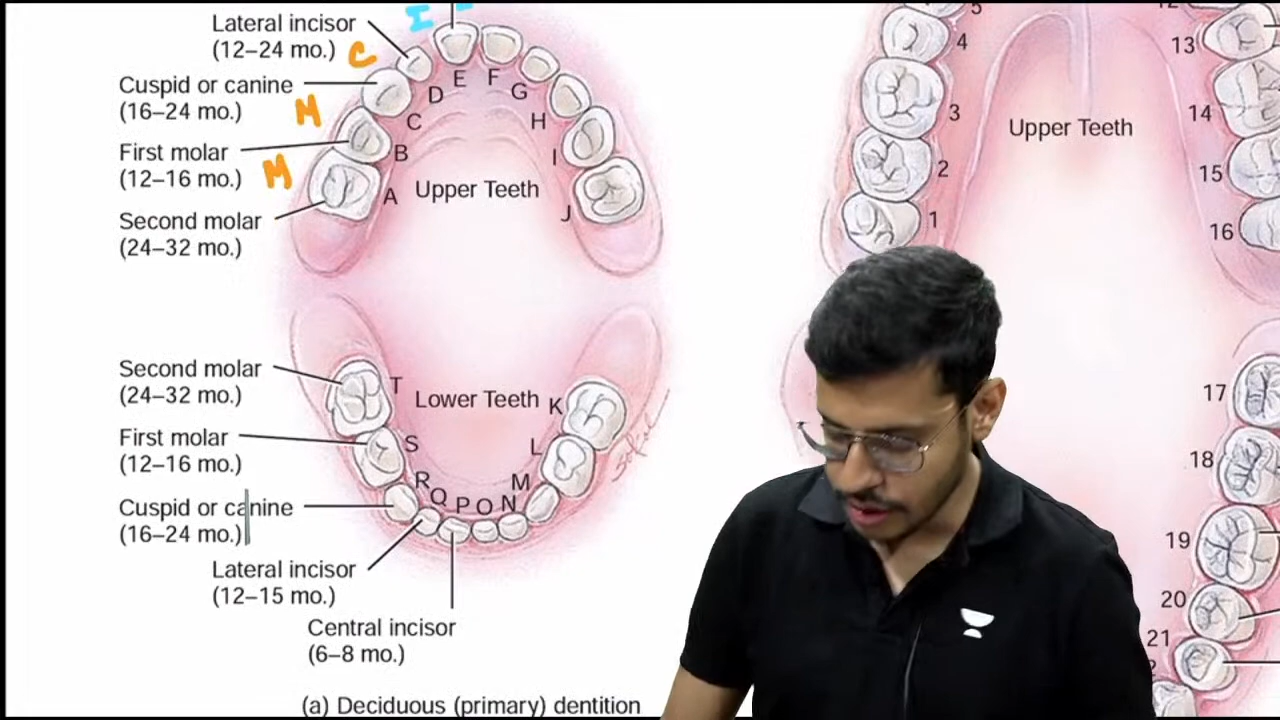 I
Lateral incisor
(12–24 mo.)
C
Cuspid or canine
(16–24 mo.)
M
First molar
(12–16 mo.)
M
Second molar
(24–32 mo.)
E F
D G
C H
B I
A J
Upper Teeth
Second molar
(24–32 mo.)
First molar
(12–16 mo.)
Cuspid or canine
(16–24 mo.)
Lateral incisor
(12–15 mo.)
Central incisor
(6–8 mo.)
Lower Teeth
T K
S L
R M
Q P O N
(a) Deciduous (primary) dentition
5
4
3
2
1
Upper Teeth
12
13
14
15
16
17
18
19
20
21